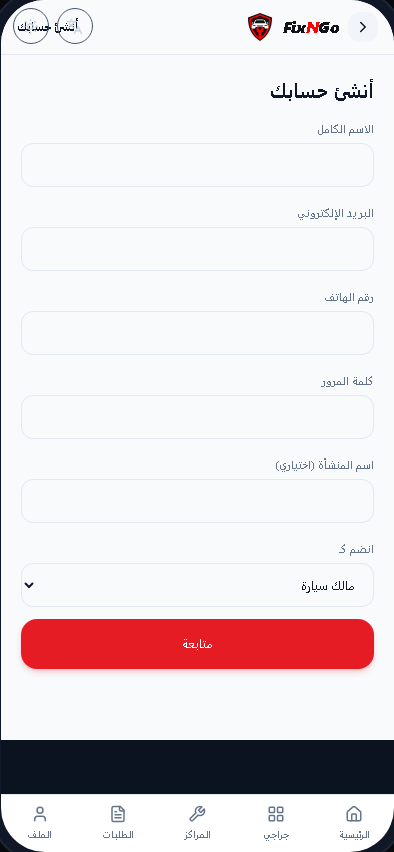 FixNGo
أنشئ حسابك
أنشئ حسابك
الاسم الكامل
البريد الإلكتروني
رقم الهاتف
كلمة المرور
اسم المنشأة (اختياري)
انضم كـ
مالك سيارة
متابعة
الرئيسية
جراجي
المراكز
الطلبات
الملف